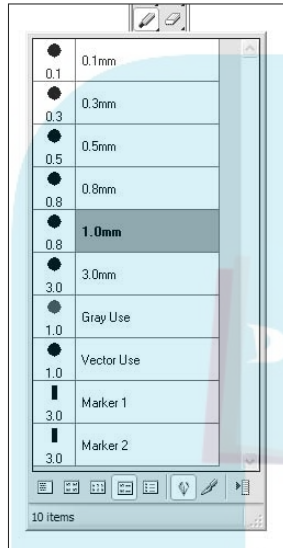 0.1 0.1mm
0.3 0.3mm
0.5 0.5mm
0.8 0.8mm
0.8 1.0mm
3.0 3.0mm
1.0 Gray Use
1.0 Vector Use
3.0 Marker 1
3.0 Marker 2
10 items